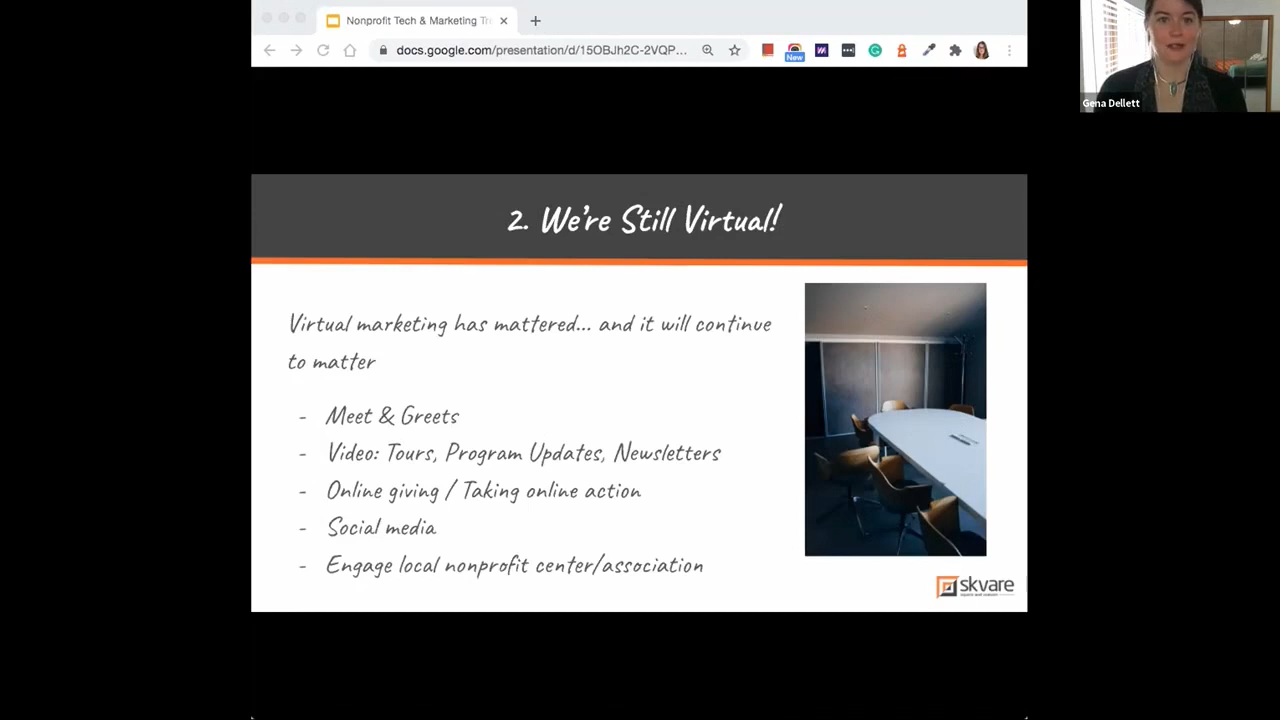 Nonprofit Tech & Marketing Tr
docs.google.com/presentation/d/15OBJh2C-2VQP...
New
Gena Dellett
2. We're Still Virtual!
Virtual marketing has mattered... and it will continue
to matter
- Meet & Greets
- Video: Tours, Program Updates, Newsletters
- Online giving / Taking online action
- Social media
- Engage local nonprofit center/association
skvare